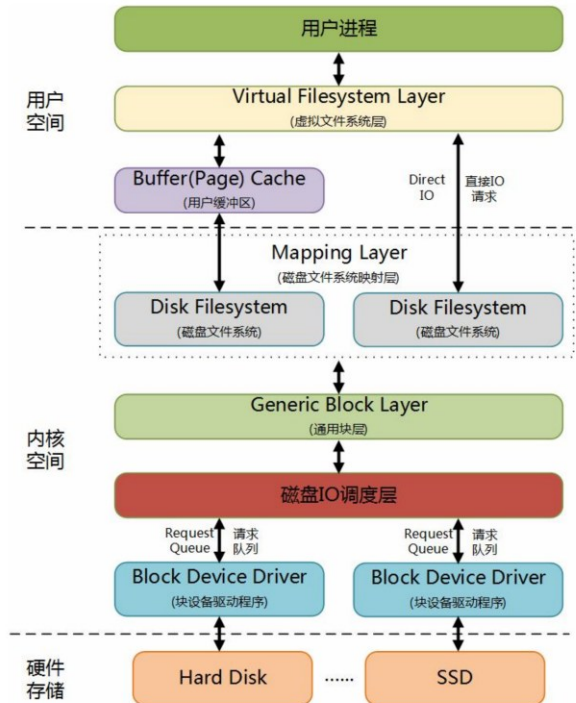 用户进程
用户
空间
Virtual Filesystem Layer
(虚拟文件系统层)
Buffer(Page) Cache
(用户缓冲区)
Direct
IO
直接IO
请求
Mapping Layer
(磁盘文件系统映射层)
Disk Filesystem
(磁盘文件系统)
Disk Filesystem
(磁盘文件系统)
内核
空间
Generic Block Layer
(通用块层)
磁盘IO调度层
Request
Queue
请求
队列
Request
Queue
请求
队列
Block Device Driver
(块设备驱动程序)
Block Device Driver
(块设备驱动程序)
硬件
存储
Hard Disk
......
SSD